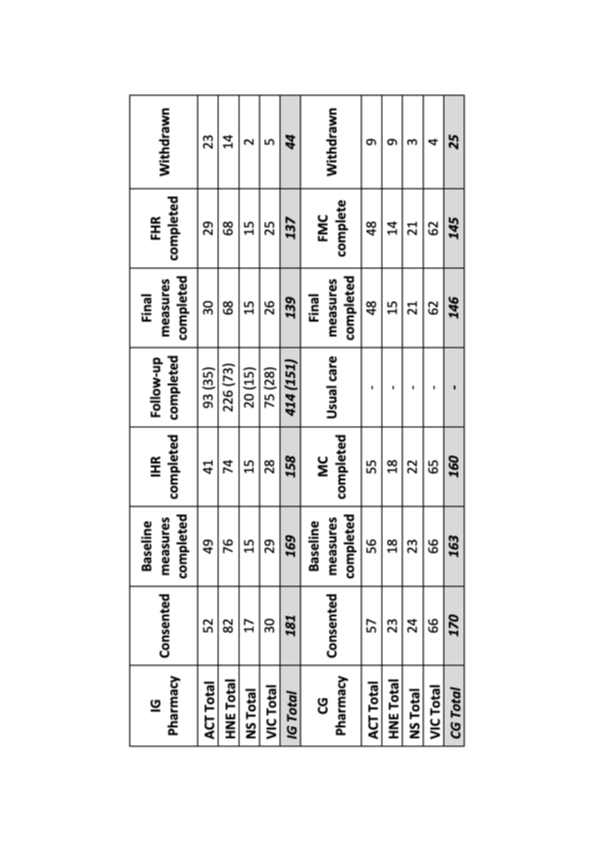 IG Pharmacy Consented Baseline measures completed IHR completed Follow-up completed Final measures completed FHR completed Withdrawn
ACT Total 52 49 41 93 (35) 30 29 23
HNE Total 82 76 74 226 (73) 68 68 14
NS Total 17 15 15 20 (15) 15 15 2
VIC Total 30 29 28 75 (28) 26 25 5
IG Total 181 169 158 414 (151) 139 137 44
CG Pharmacy Consented Baseline measures completed MC completed Usual care Final measures completed FMC complete Withdrawn
ACT Total 57 56 55 - 48 48 9
HNE Total 23 18 18 - 15 14 9
NS Total 24 23 22 - 21 21 3
VIC Total 66 66 65 - 62 62 4
CG Total 170 163 160 - 146 145 25